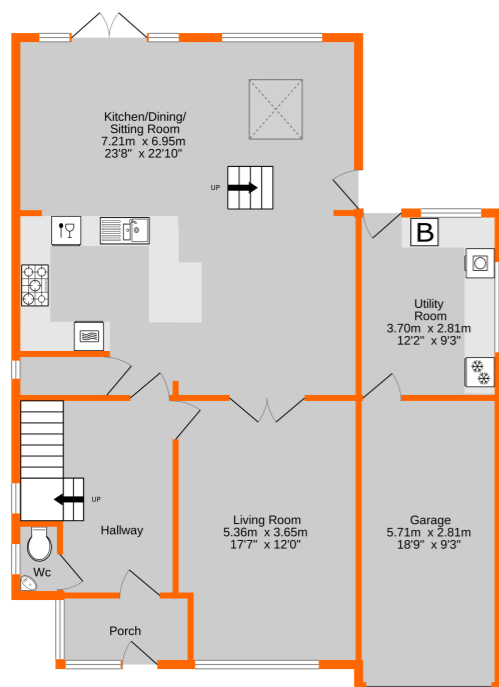 Kitchen/Dining/
Sitting Room
7.21m x 6.95m
23'8" x 22'10"
UP
B
Utility
Room
3.70m x 2.81m
12'2" x 9'3"
UP
Hallway
Living Room
5.36m x 3.65m
17'7" x 12'0"
Garage
5.71m x 2.81m
18'9" x 9'3"
Wc
Porch